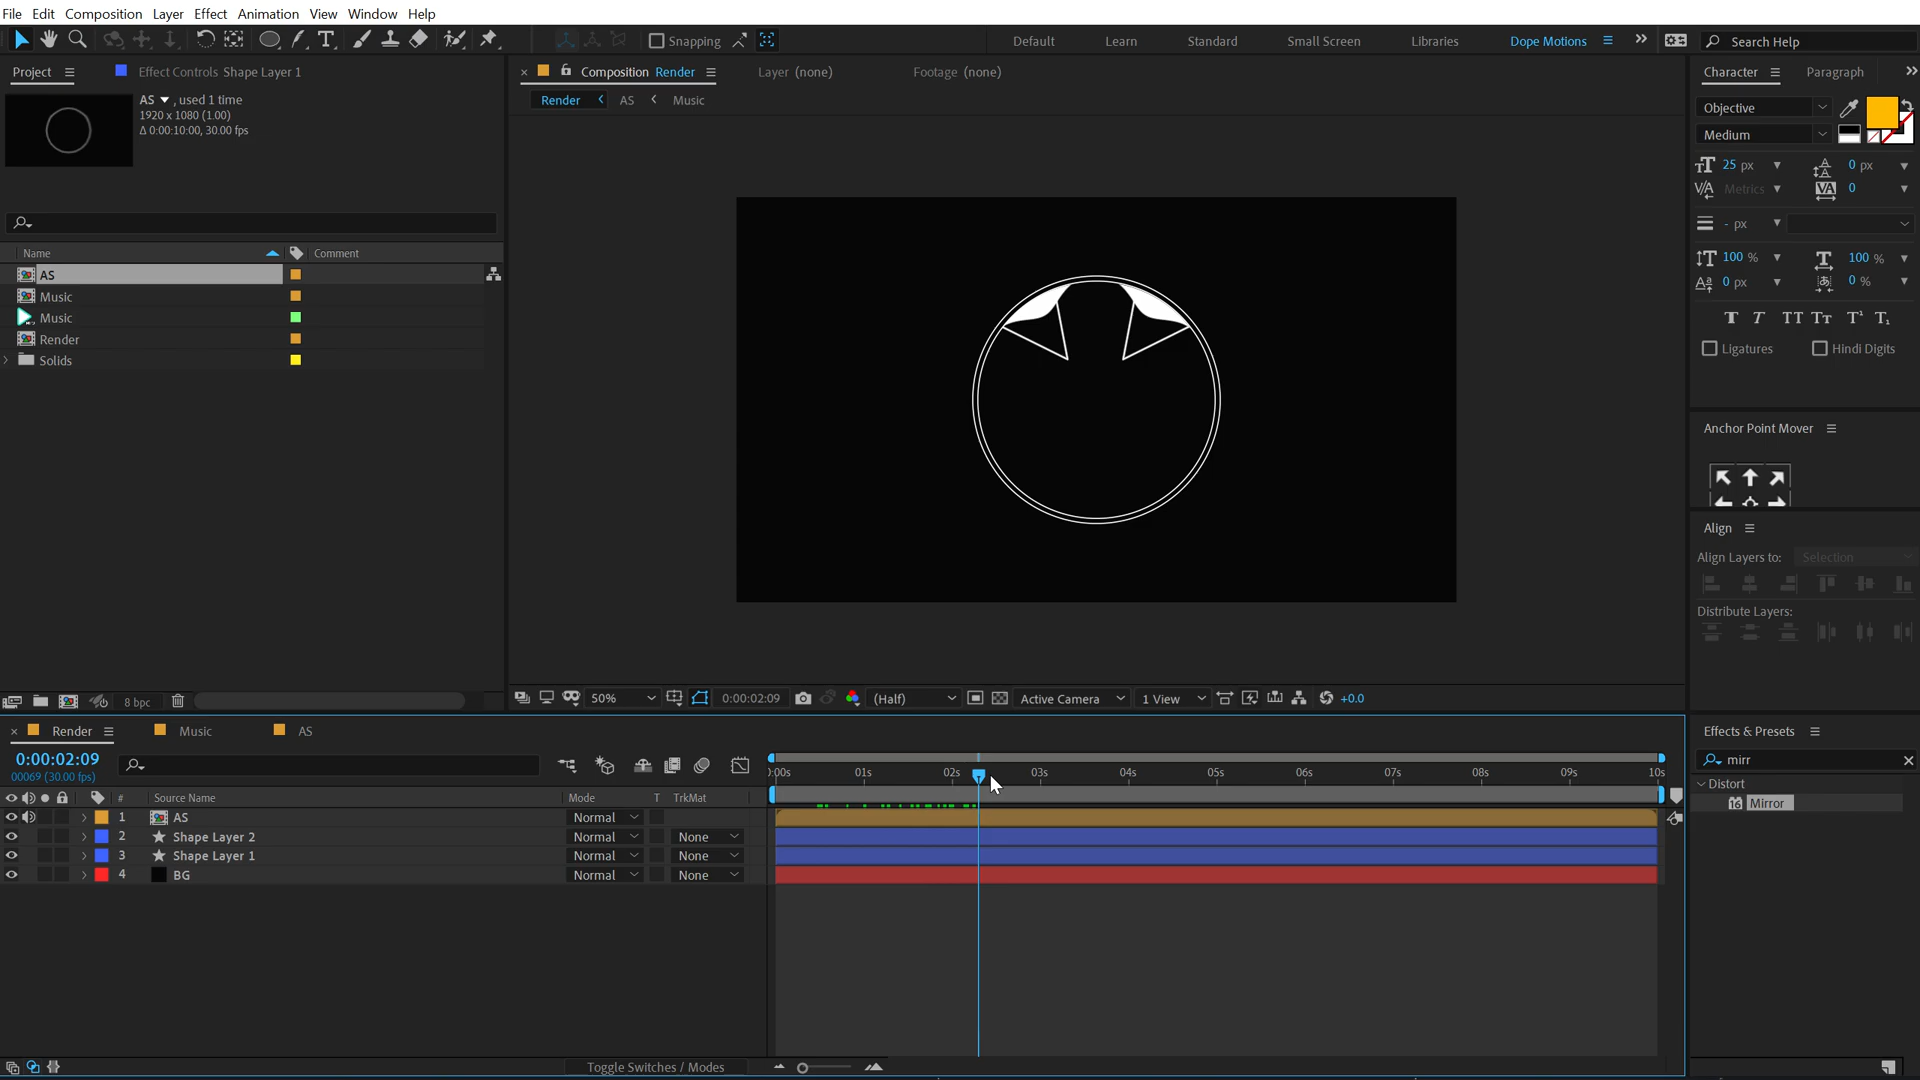 File Edit Composition Layer Effect Animation View Window Help
Snapping Default Learn Standard Small Screen Libraries Dope Motions Search Help
Project Effect Controls Shape Layer 1
AS , used 1 time
1920 x 1080 (1.00)
Δ 0:00:10:00, 30.00 fps
Name Comment
AS
Music
Music
Render
Solids
8 bpc
Composition Render Layer (none) Footage (none)
Render AS Music
50% 0:00:02:09 (Half) Active Camera 1 View +0.0
Character Paragraph
Objective
Medium
25 px 0 px
Metrics 0
- px
100 % 100 %
0 px 0 %
T T TT Tт T¹ T₁
Ligatures Hindi Digits
Anchor Point Mover
Align
Align Layers to: Selection
Distribute Layers:
Effects & Presets
mirr
Distort
Mirror
Render Music AS
0:00:02:09
00069 (30.00 fps)
# Source Name Mode T TrkMat
1 AS Normal
2 Shape Layer 2 Normal None
3 Shape Layer 1 Normal None
4 BG Normal None
):00s 01s 02s 03s 04s 05s 06s 07s 08s 09s 10s
Toggle Switches / Modes